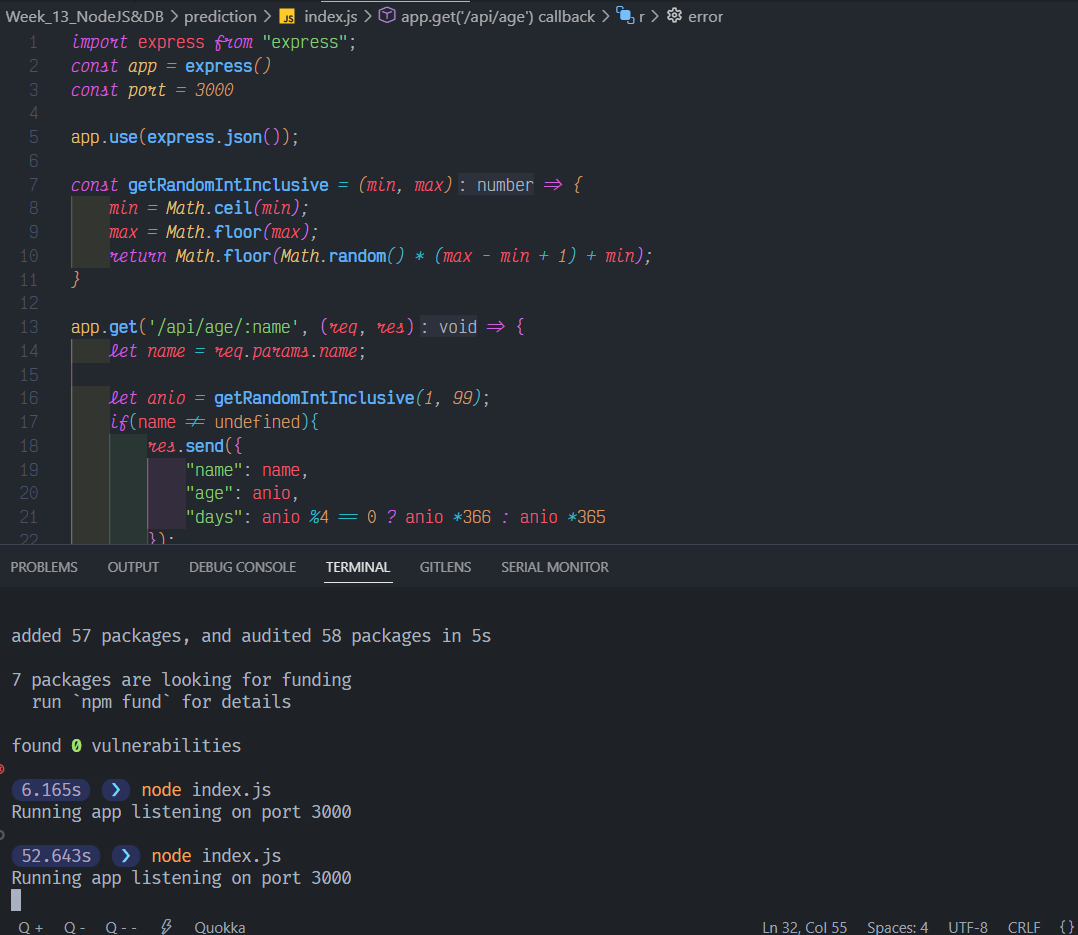 Week_13_NodeJS&DB > prediction > JS index.js > app.get('/api/age') callback > r > error
1 import express from "express";
2 const app = express()
3 const port = 3000
4
5 app.use(express.json());
6
7 const getRandomIntInclusive = (min, max): number => {
8 min = Math.ceil(min);
9 max = Math.floor(max);
10 return Math.floor(Math.random() * (max - min + 1) + min);
11 }
12
13 app.get('/api/age/:name', (req, res): void => {
14 let name = req.params.name;
15
16 let anio = getRandomIntInclusive(1, 99);
17 if(name != undefined){
18 res.send({
19 "name": name,
20 "age": anio,
21 "days": anio %4 == 0 ? anio *366 : anio *365
22 });
PROBLEMS OUTPUT DEBUG CONSOLE TERMINAL GITLENS SERIAL MONITOR
added 57 packages, and audited 58 packages in 5s
7 packages are looking for funding
run `npm fund` for details
found 0 vulnerabilities
6.165s ❯ node index.js
Running app listening on port 3000
52.643s ❯ node index.js
Running app listening on port 3000
Q + Q - Q - - Quokka Ln 32, Col 55 Spaces: 4 UTF-8 CRLF { }